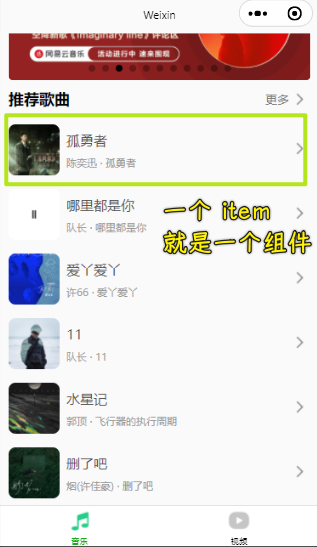 Weixin
空间新歌《Imaginary line》评论区
网易云音乐 活动进行中 速来围观
推荐歌曲
更多
孤勇者
陈奕迅 · 孤勇者
哪里都是你
队长 · 哪里都是你
一个 item
就是一个组件
爱丫爱丫
许66 · 爱丫爱丫
11
队长 · 11
水星记
郭顶 · 飞行器的执行周期
删了吧
烟(许佳豪) · 删了吧
音乐
视频